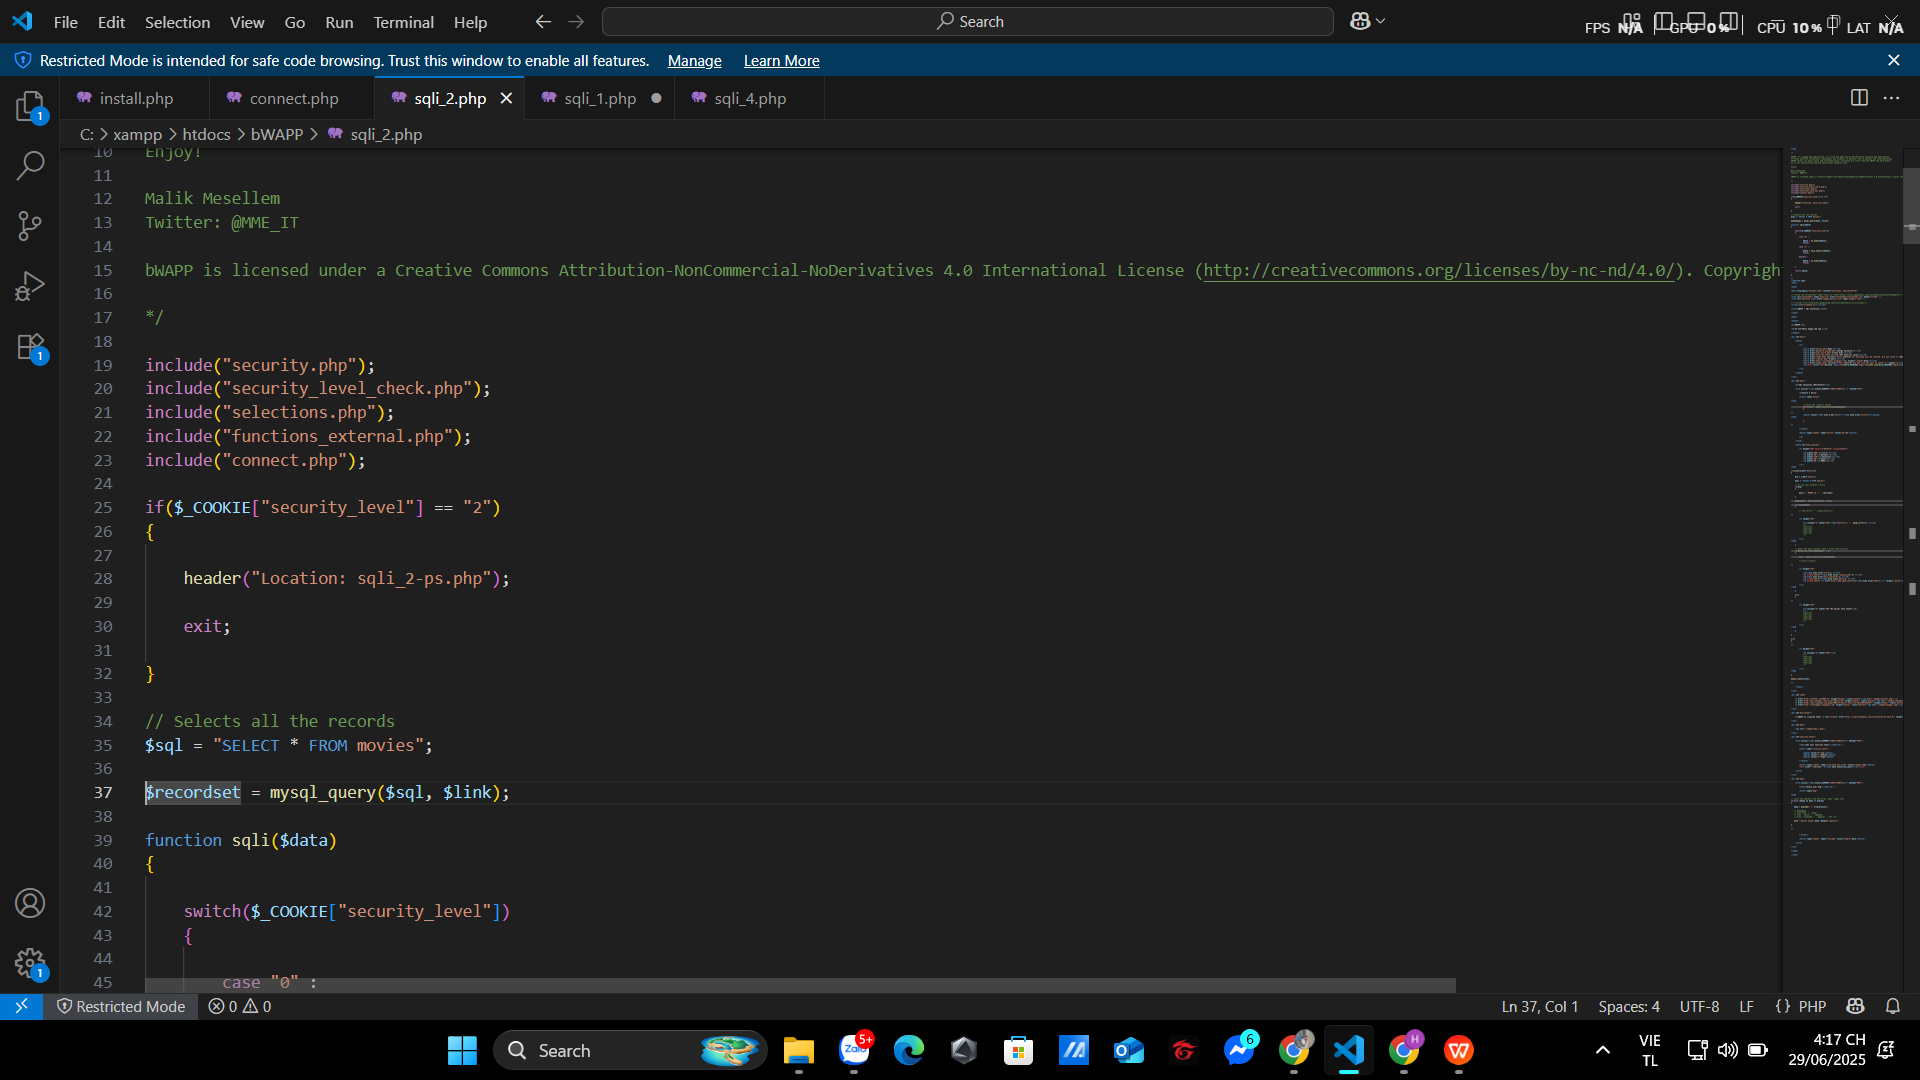 File Edit Selection View Go Run Terminal Help
Search
FPS N/A GPU 0% CPU 10% LAT N/A
Restricted Mode is intended for safe code browsing. Trust this window to enable all features. Manage Learn More
install.php connect.php sqli_2.php sqli_1.php sqli_4.php
C: > xampp > htdocs > bWAPP > sqli_2.php
10 Enjoy!
11
12 Malik Mesellem
13 Twitter: @MME_IT
14
15 bWAPP is licensed under a Creative Commons Attribution-NonCommercial-NoDerivatives 4.0 International License (http://creativecommons.org/licenses/by-nc-nd/4.0/). Copyrigh
16
17 */
18
19 include("security.php");
20 include("security_level_check.php");
21 include("selections.php");
22 include("functions_external.php");
23 include("connect.php");
24
25 if($_COOKIE["security_level"] == "2")
26 {
27
28 header("Location: sqli_2-ps.php");
29
30 exit;
31
32 }
33
34 // Selects all the records
35 $sql = "SELECT * FROM movies";
36
37 $recordset = mysql_query($sql, $link);
38
39 function sqli($data)
40 {
41
42 switch($_COOKIE["security_level"])
43 {
44
45 case "0" :
1
1
1
Restricted Mode 0 0
Ln 37, Col 1 Spaces: 4 UTF-8 LF {} PHP
Search
Zalo 5+
6
H
VIE
TL
4:17 CH
29/06/2025